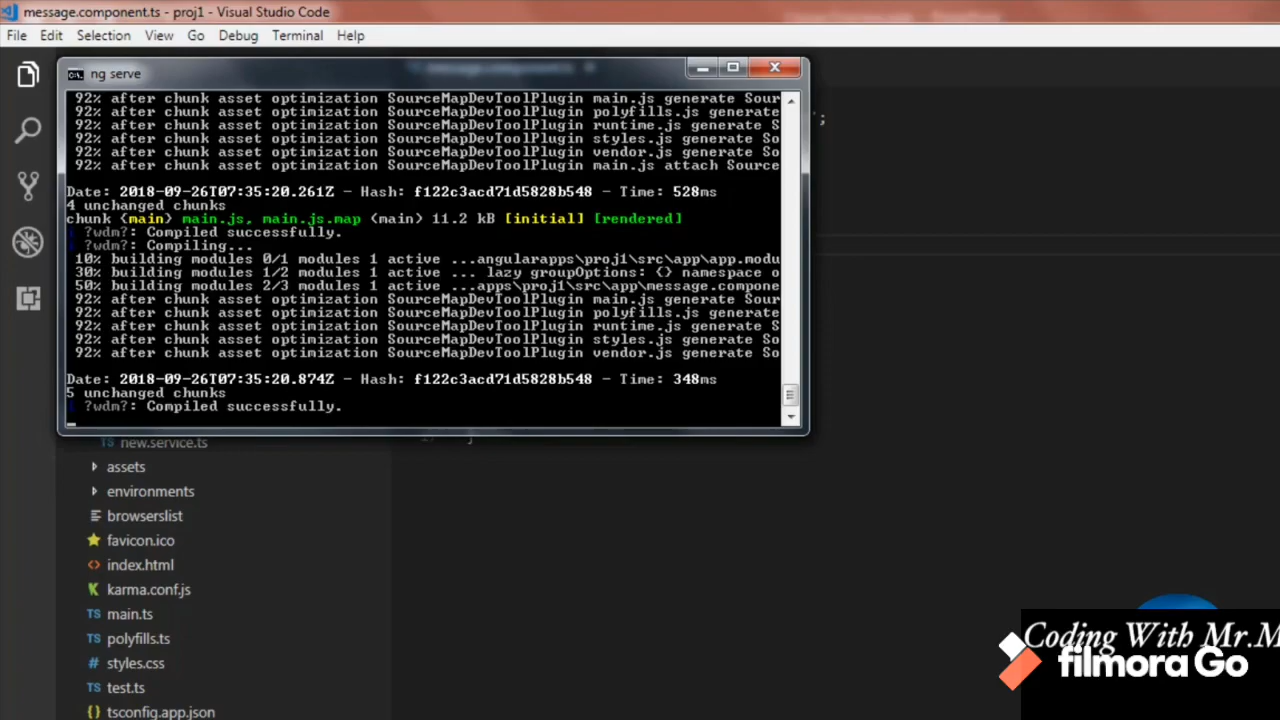 message.component.ts - proj1 - Visual Studio Code
File Edit Selection View Go Debug Terminal Help
ng serve
92% after chunk asset optimization SourceMapDevToolPlugin main.js generate Sour
92% after chunk asset optimization SourceMapDevToolPlugin polyfills.js generate
92% after chunk asset optimization SourceMapDevToolPlugin runtime.js generate S
92% after chunk asset optimization SourceMapDevToolPlugin styles.js generate So
92% after chunk asset optimization SourceMapDevToolPlugin vendor.js generate So
92% after chunk asset optimization SourceMapDevToolPlugin main.js attach Source
Date: 2018-09-26T07:35:20.261Z - Hash: f122c3acd71d5828b548 - Time: 528ms
4 unchanged chunks
chunk {main} main.js, main.js.map (main) 11.2 kB [initial] [rendered]
?wdm?: Compiled successfully.
?wdm?: Compiling...
10% building modules 0/1 modules 1 active ...angularapps\proj1\src\app\app.modu
30% building modules 1/2 modules 1 active ... lazy groupOptions: {} namespace o
50% building modules 2/3 modules 1 active ...apps\proj1\src\app\message.compone
92% after chunk asset optimization SourceMapDevToolPlugin main.js generate Sour
92% after chunk asset optimization SourceMapDevToolPlugin polyfills.js generate
92% after chunk asset optimization SourceMapDevToolPlugin runtime.js generate S
92% after chunk asset optimization SourceMapDevToolPlugin styles.js generate So
92% after chunk asset optimization SourceMapDevToolPlugin vendor.js generate So
Date: 2018-09-26T07:35:20.874Z - Hash: f122c3acd71d5828b548 - Time: 348ms
5 unchanged chunks
?wdm?: Compiled successfully.
TS new.service.ts
assets
environments
browserslist
favicon.ico
<> index.html
K karma.conf.js
TS main.ts
TS polyfills.ts
# styles.css
TS test.ts
{} tsconfig.app.json
Coding With Mr.M
filmora Go